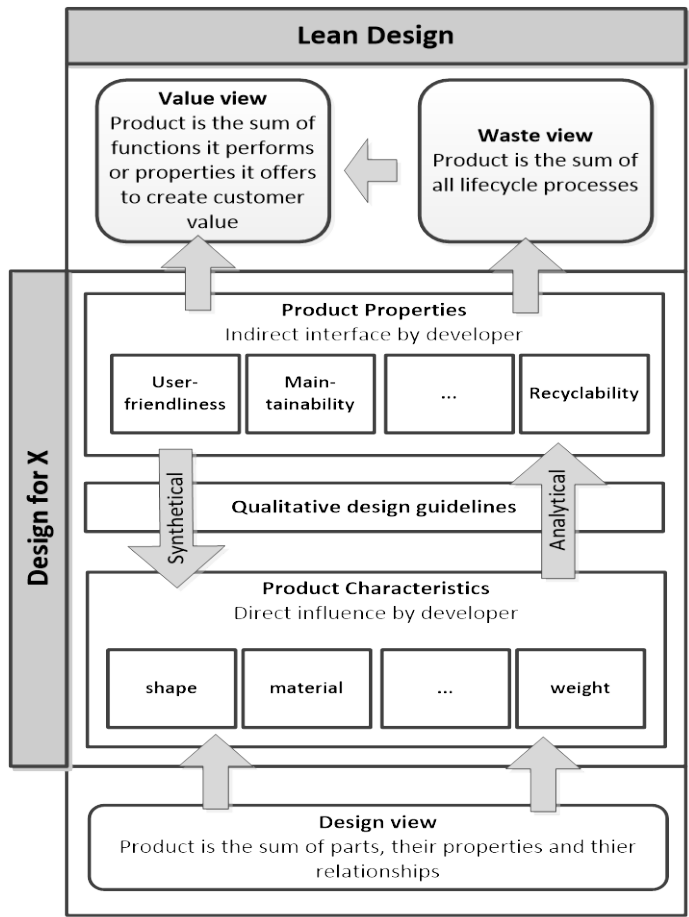 Lean Design
Value view
Product is the sum of
functions it performs
or properties it offers
to create customer
value
Waste view
Product is the sum of
all lifecycle processes
Design for X
Product Properties
Indirect interface by developer
User-
friendliness
Main-
tainability
...
Recyclability
Synthetical
Qualitative design guidelines
Analytical
Product Characteristics
Direct influence by developer
shape
material
...
weight
Design view
Product is the sum of parts, their properties and thier
relationships